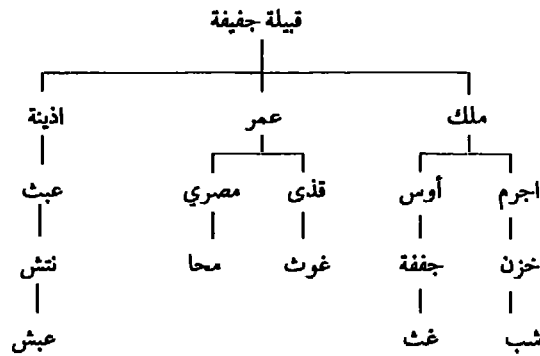 قبيلة جفيفة
ملك عمر اذينة
اجرم أوس قذى مصري عبث
خزن جففة غوث محا نتش
شب غث عبش